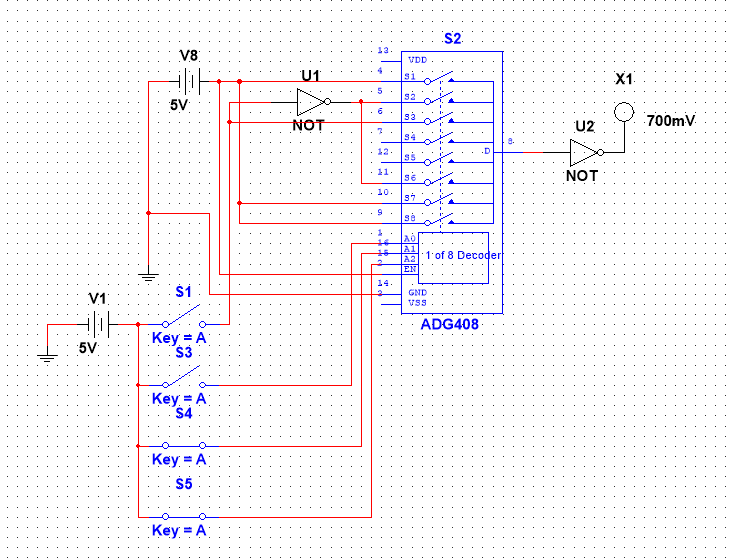 S2
13
VDD
V8
5V
U1
NOT
4
S1
5
S2
6
S3
7
S4
12
S5
11
S6
10
S7
9
S8
D
8
U2
NOT
X1
700mV
1
A0
16
A1
15
A2
2
EN
1 of 8 Decoder
14
GND
3
VSS
ADG408
V1
5V
S1
Key = A
S3
Key = A
S4
Key = A
S5
Key = A